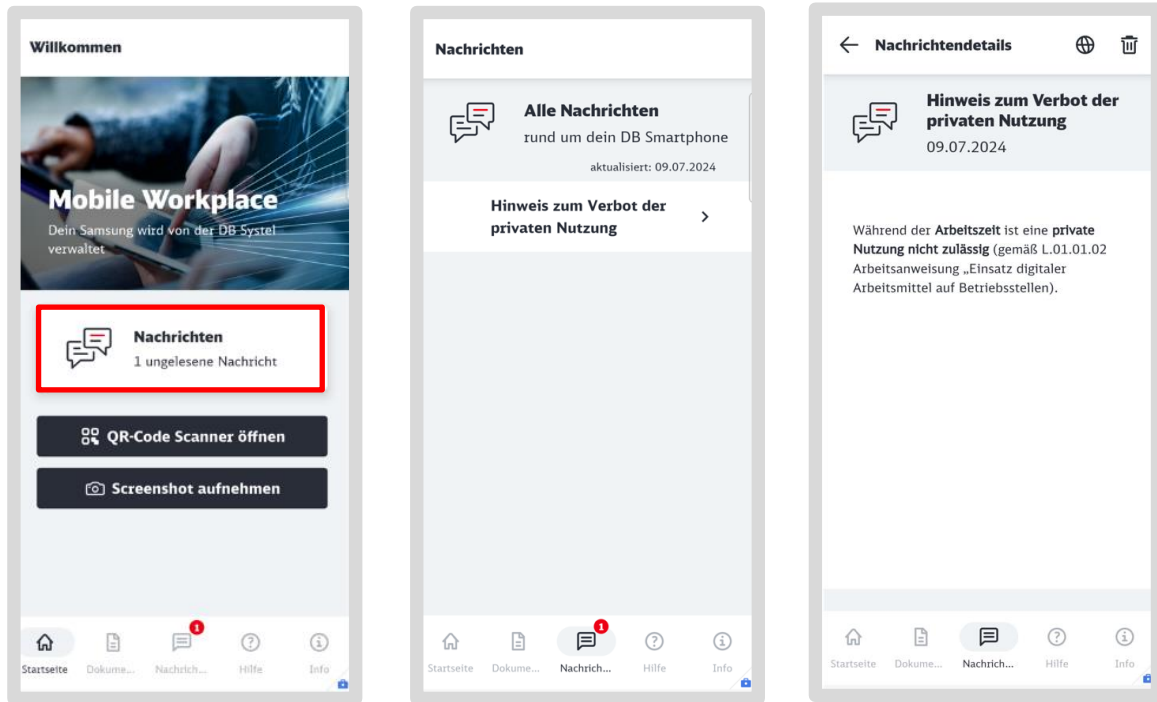 Willkommen
Mobile Workplace
Dein Samsung wird von der DB Systel
verwaltet
Nachrichten
1 ungelesene Nachricht
QR-Code Scanner öffnen
Screenshot aufnehmen
1
Startseite Dokume... Nachrich... Hilfe Info
Nachrichten
Alle Nachrichten
rund um dein DB Smartphone
aktualisiert: 09.07.2024
Hinweis zum Verbot der
privaten Nutzung
1
Startseite Dokume... Nachrich... Hilfe Info
Nachrichtendetails
Hinweis zum Verbot der
privaten Nutzung
09.07.2024
Während der Arbeitszeit ist eine private
Nutzung nicht zulässig (gemäß L.01.01.02
Arbeitsanweisung „Einsatz digitaler
Arbeitsmittel auf Betriebsstellen).
Startseite Dokume... Nachrich... Hilfe Info